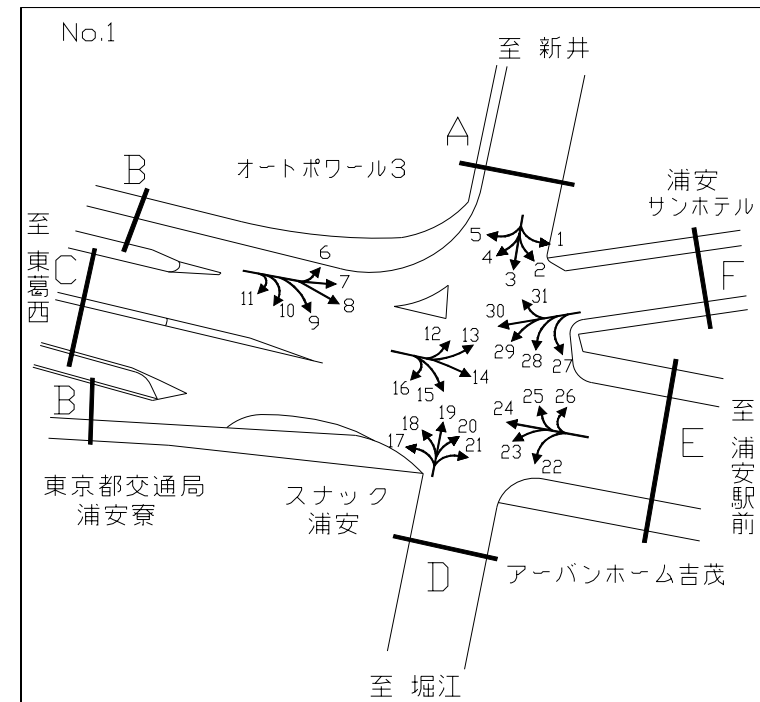 No.1
至 新井
A
オートポワール3
浦安
サンホテル
B
至
東葛西
C
F
6
7
8
9
10
11
5
4
3
2
1
31
30
29
28
27
12
13
14
15
16
19
18
20
17
21
25
26
24
23
22
B
E
至
浦安駅前
東京都交通局
浦安寮
スナック
浦安
D
アーバンホーム吉茂
至 堀江